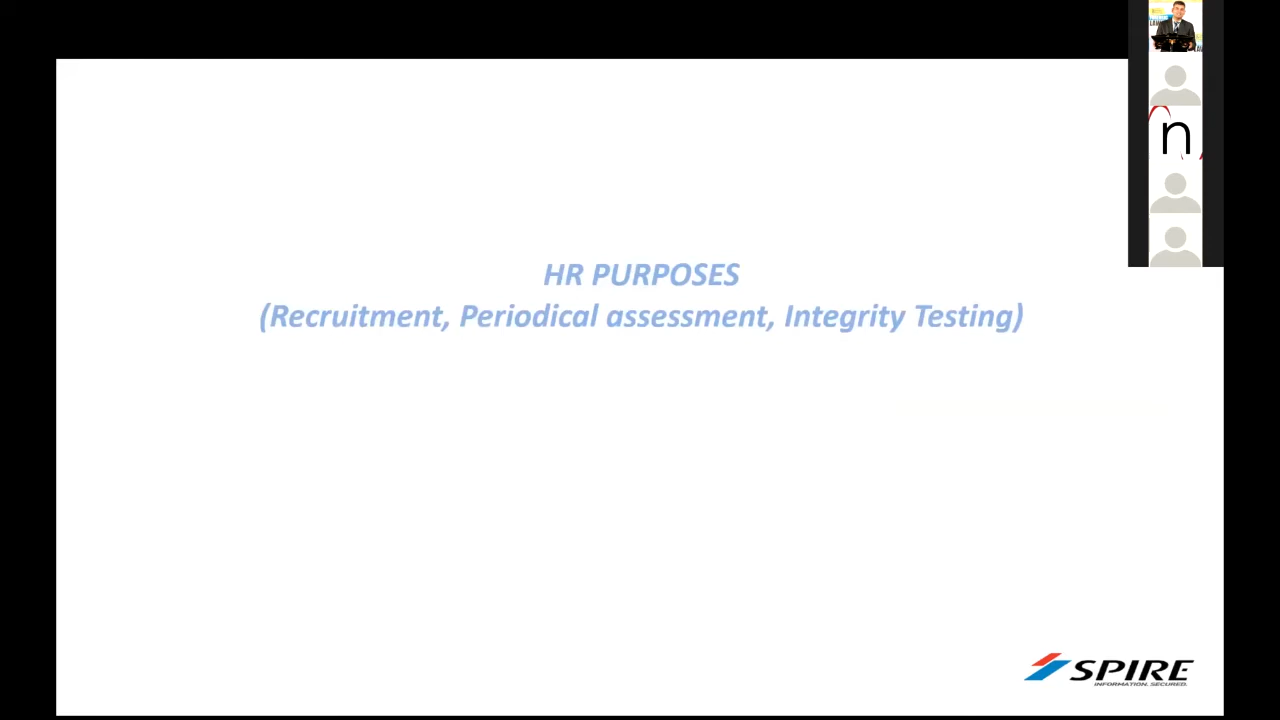 HR PURPOSES
(Recruitment, Periodical assessment, Integrity Testing)
n
SPIRE
INFORMATION. SECURED.